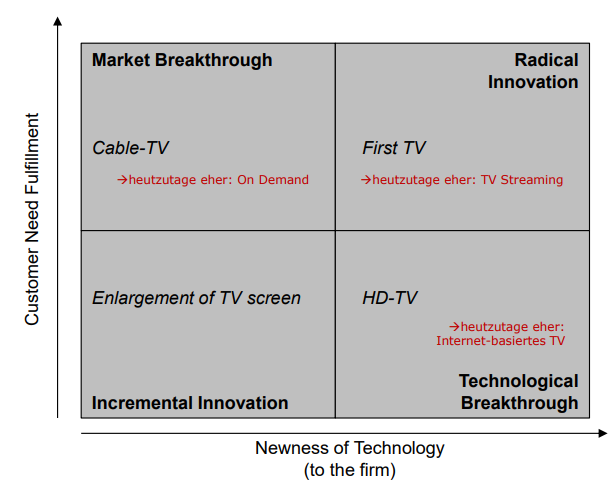 Market Breakthrough
Radical
Innovation
Cable-TV
First TV
→heutzutage eher: On Demand
→heutzutage eher: TV Streaming
Customer Need Fulfillment
Enlargement of TV screen
HD-TV
→heutzutage eher:
Internet-basiertes TV
Technological
Breakthrough
Incremental Innovation
Newness of Technology
(to the firm)